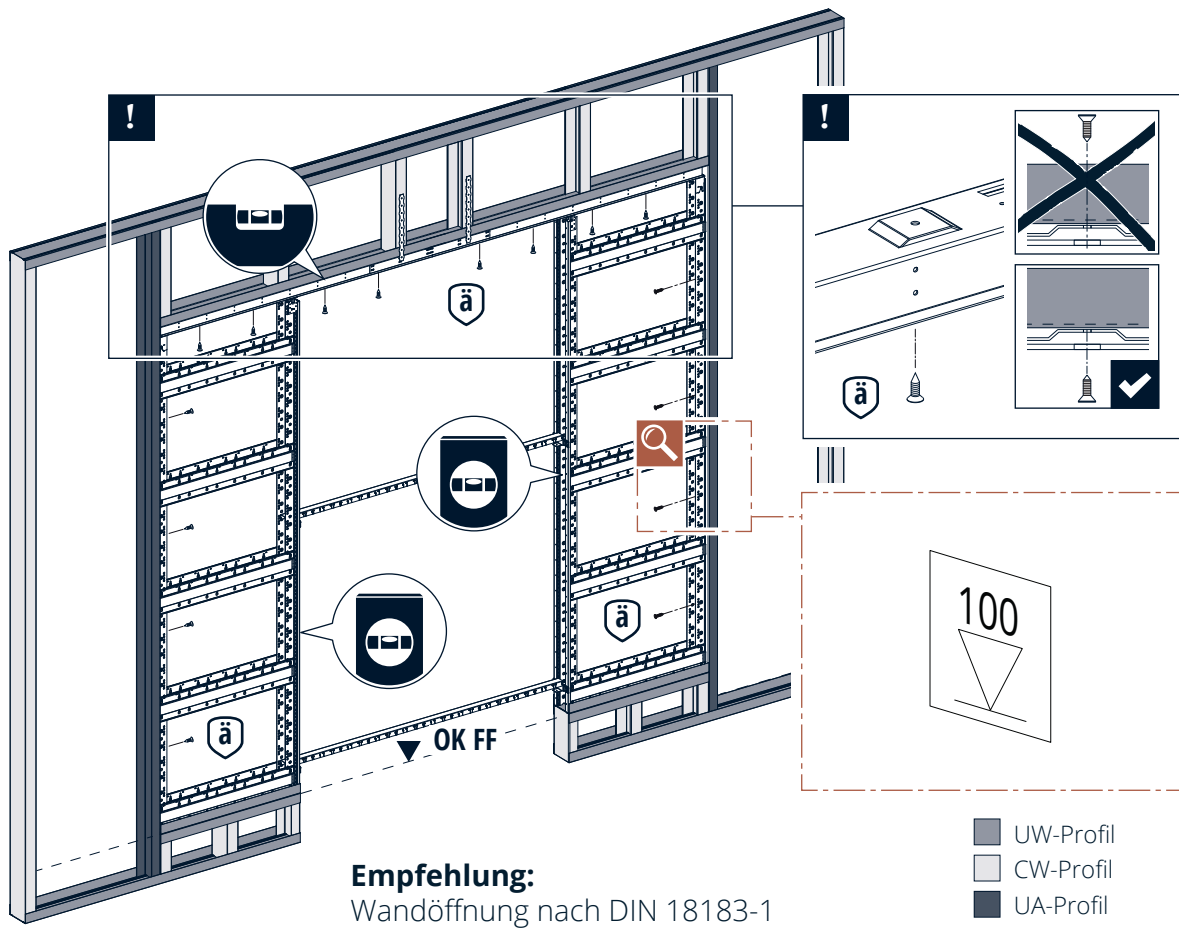 !
!
ä
ä
ä
ä
100
OK FF
UW-Profil
CW-Profil
UA-Profil
Empfehlung:
Wandöffnung nach DIN 18183-1